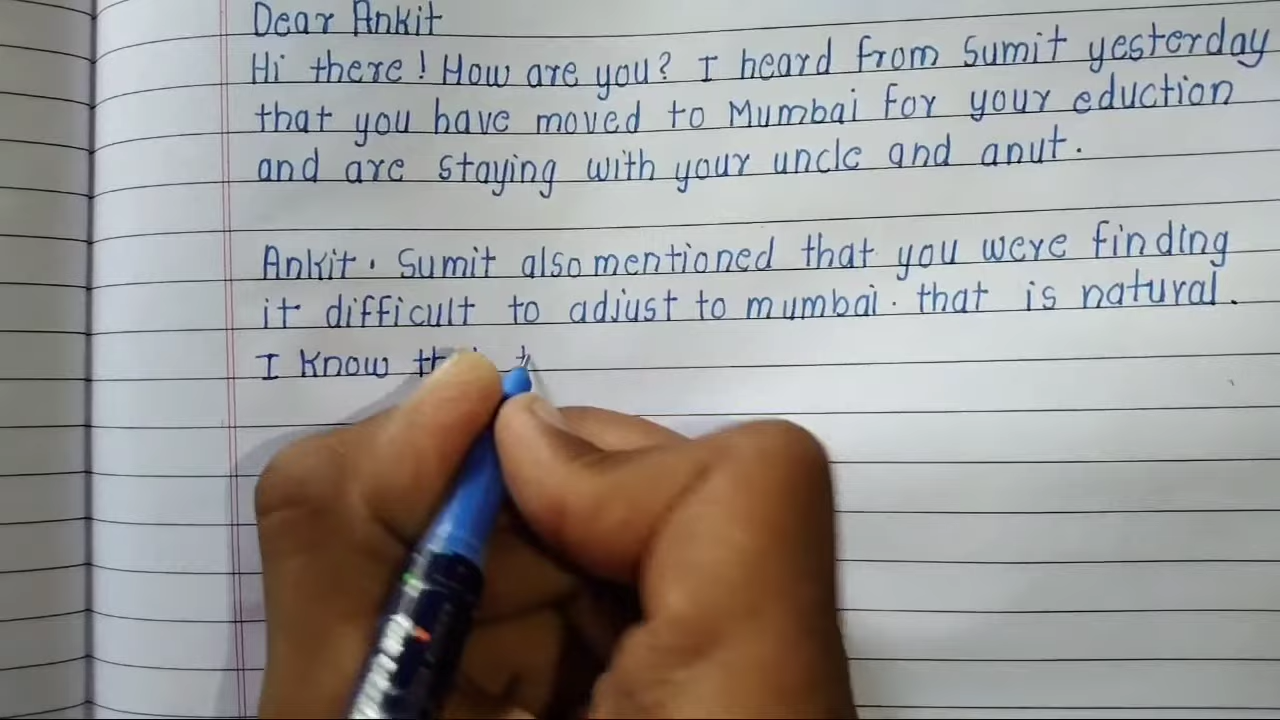 Dear Ankit
Hi there! How are you? I heard from Sumit yesterday
that you have moved to Mumbai for your eduction
and are staying with your uncle and anut.
Ankit. Sumit also mentioned that you were finding
it difficult to adjust to mumbai. that is natural.
I know